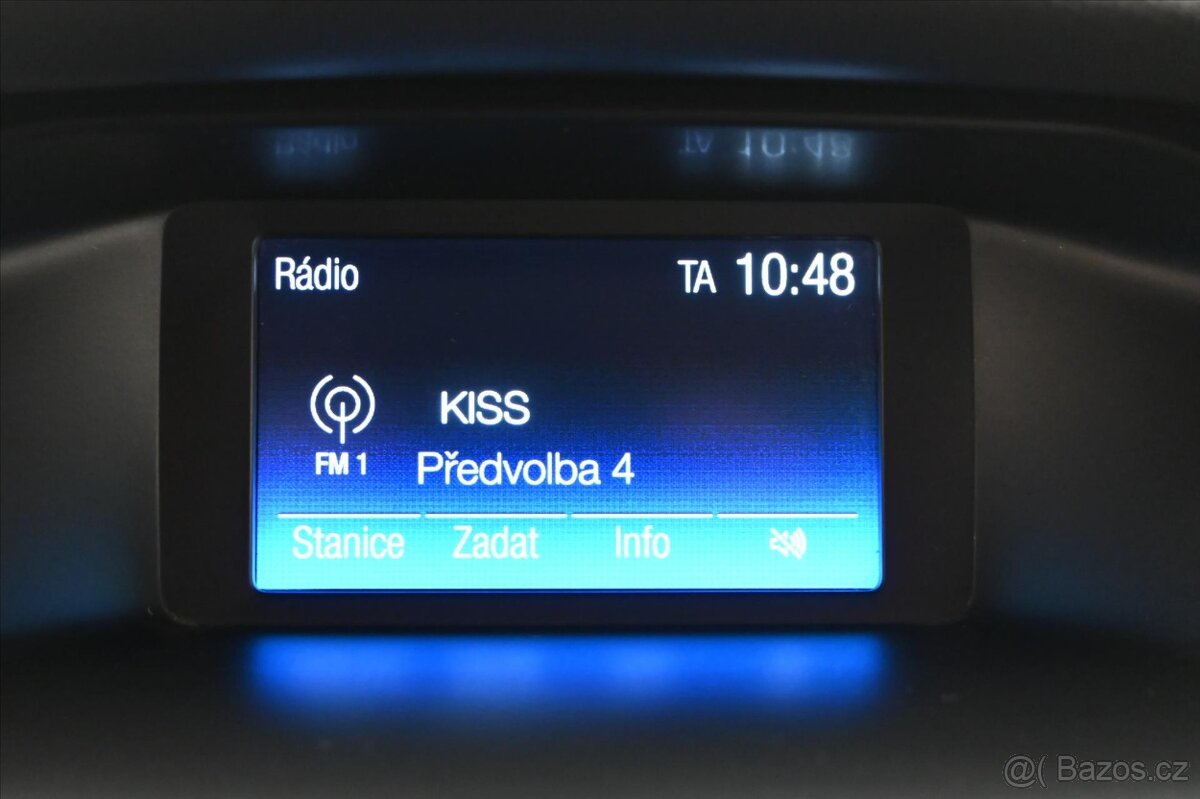 Rádio TA 10:48
KISS
FM 1 Předvolba 4
Stanice Zadat Info
@( Bazos.cz